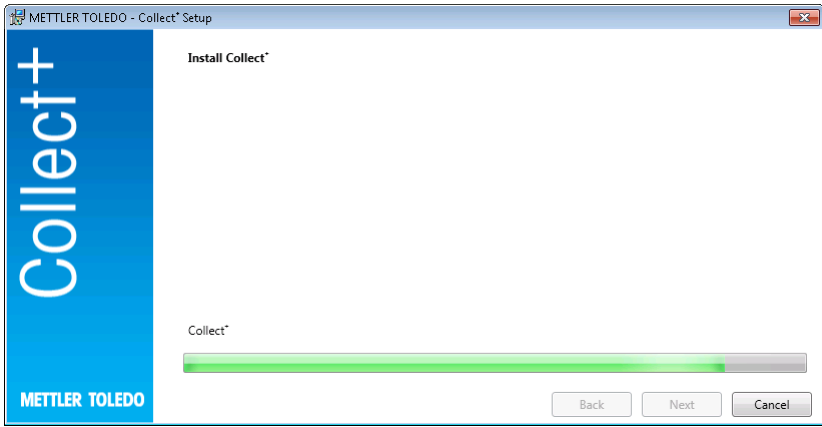 METTLER TOLEDO - Collect⁺ Setup
Collect+
Install Collect⁺
Collect⁺
METTLER TOLEDO
Back
Next
Cancel